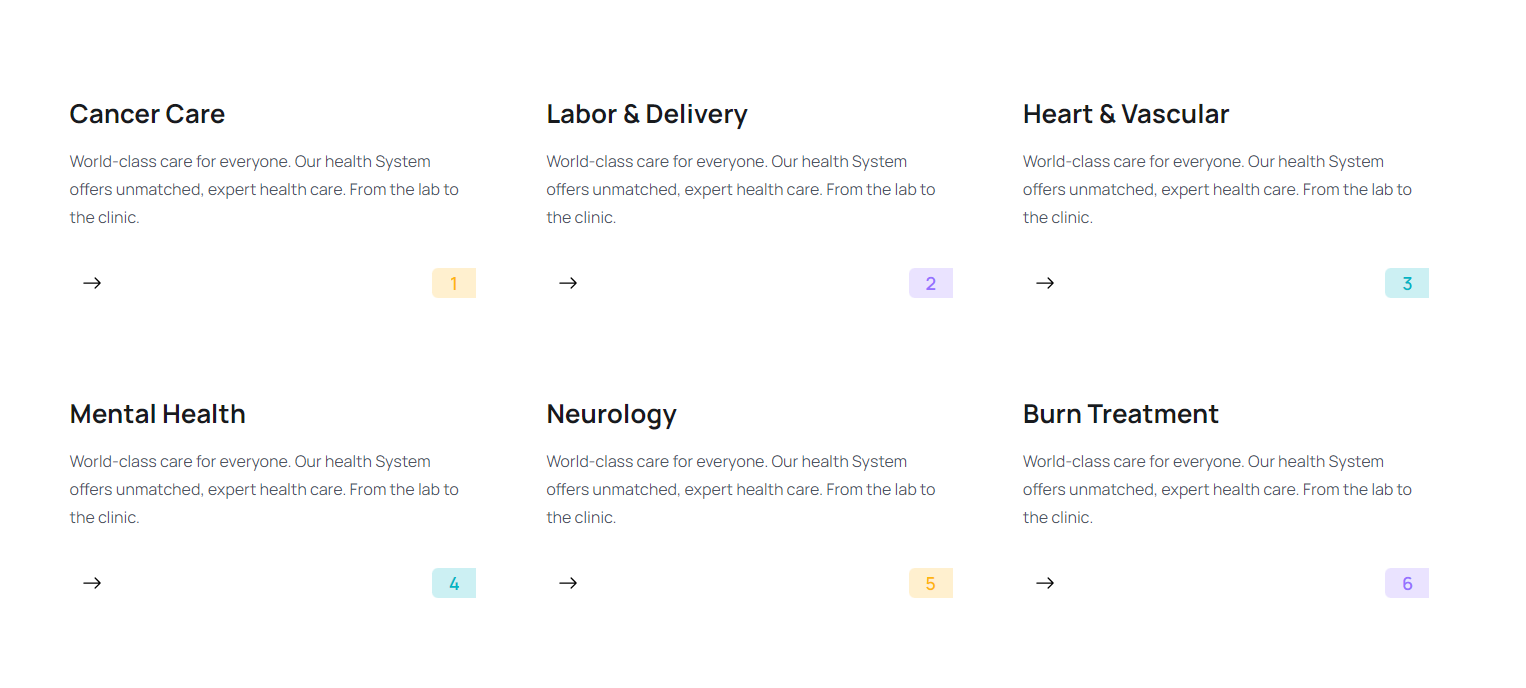 Cancer Care
World-class care for everyone. Our health System
offers unmatched, expert health care. From the lab to
the clinic.
→
1
Labor & Delivery
World-class care for everyone. Our health System
offers unmatched, expert health care. From the lab to
the clinic.
→
2
Heart & Vascular
World-class care for everyone. Our health System
offers unmatched, expert health care. From the lab to
the clinic.
→
3
Mental Health
World-class care for everyone. Our health System
offers unmatched, expert health care. From the lab to
the clinic.
→
4
Neurology
World-class care for everyone. Our health System
offers unmatched, expert health care. From the lab to
the clinic.
→
5
Burn Treatment
World-class care for everyone. Our health System
offers unmatched, expert health care. From the lab to
the clinic.
→
6